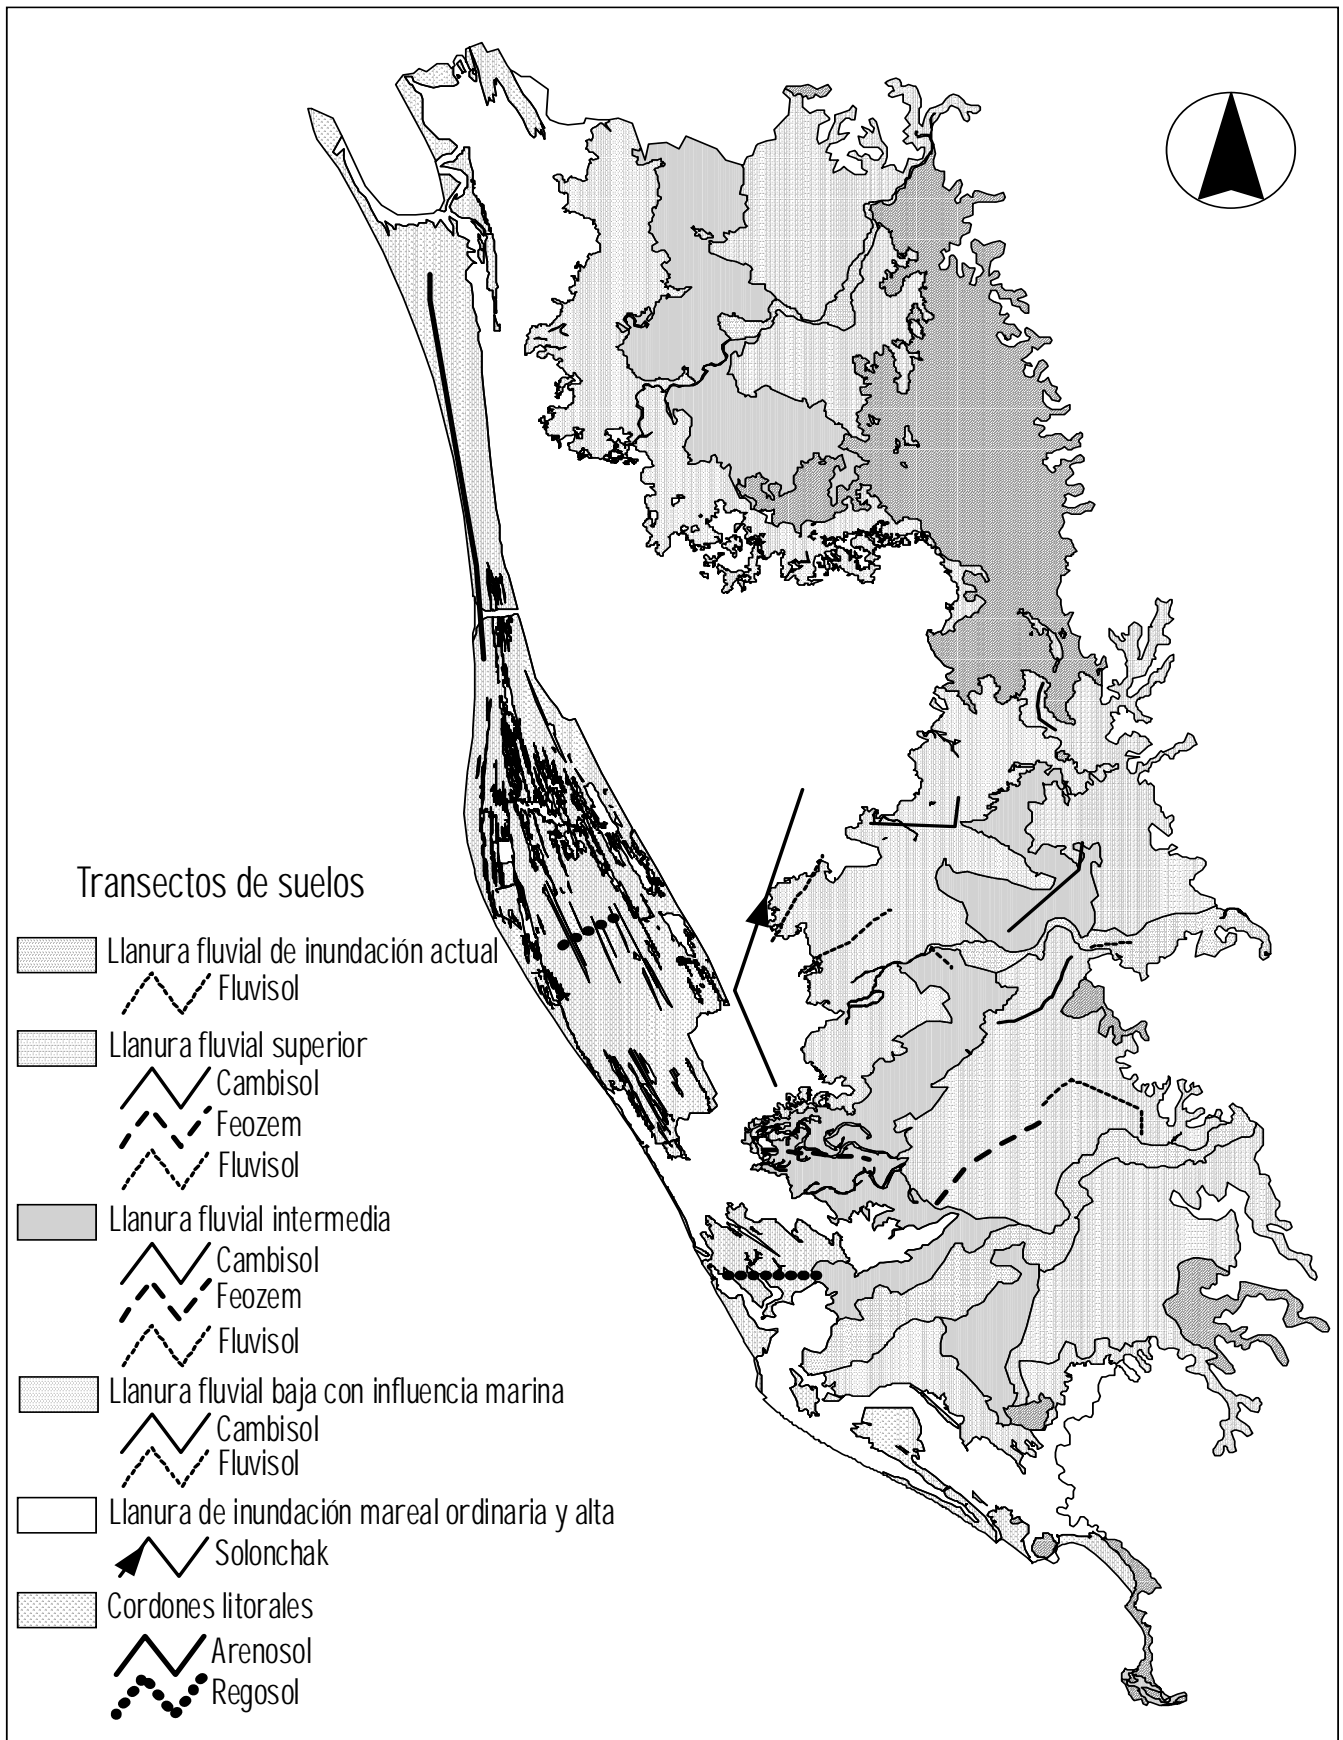 Transectos de suelos
Llanura fluvial de inundación actual
Fluvisol
Llanura fluvial superior
Cambisol
Feozem
Fluvisol
Llanura fluvial intermedia
Cambisol
Feozem
Fluvisol
Llanura fluvial baja con influencia marina
Cambisol
Fluvisol
Llanura de inundación mareal ordinaria y alta
Solonchak
Cordones litorales
Arenosol
Regosol